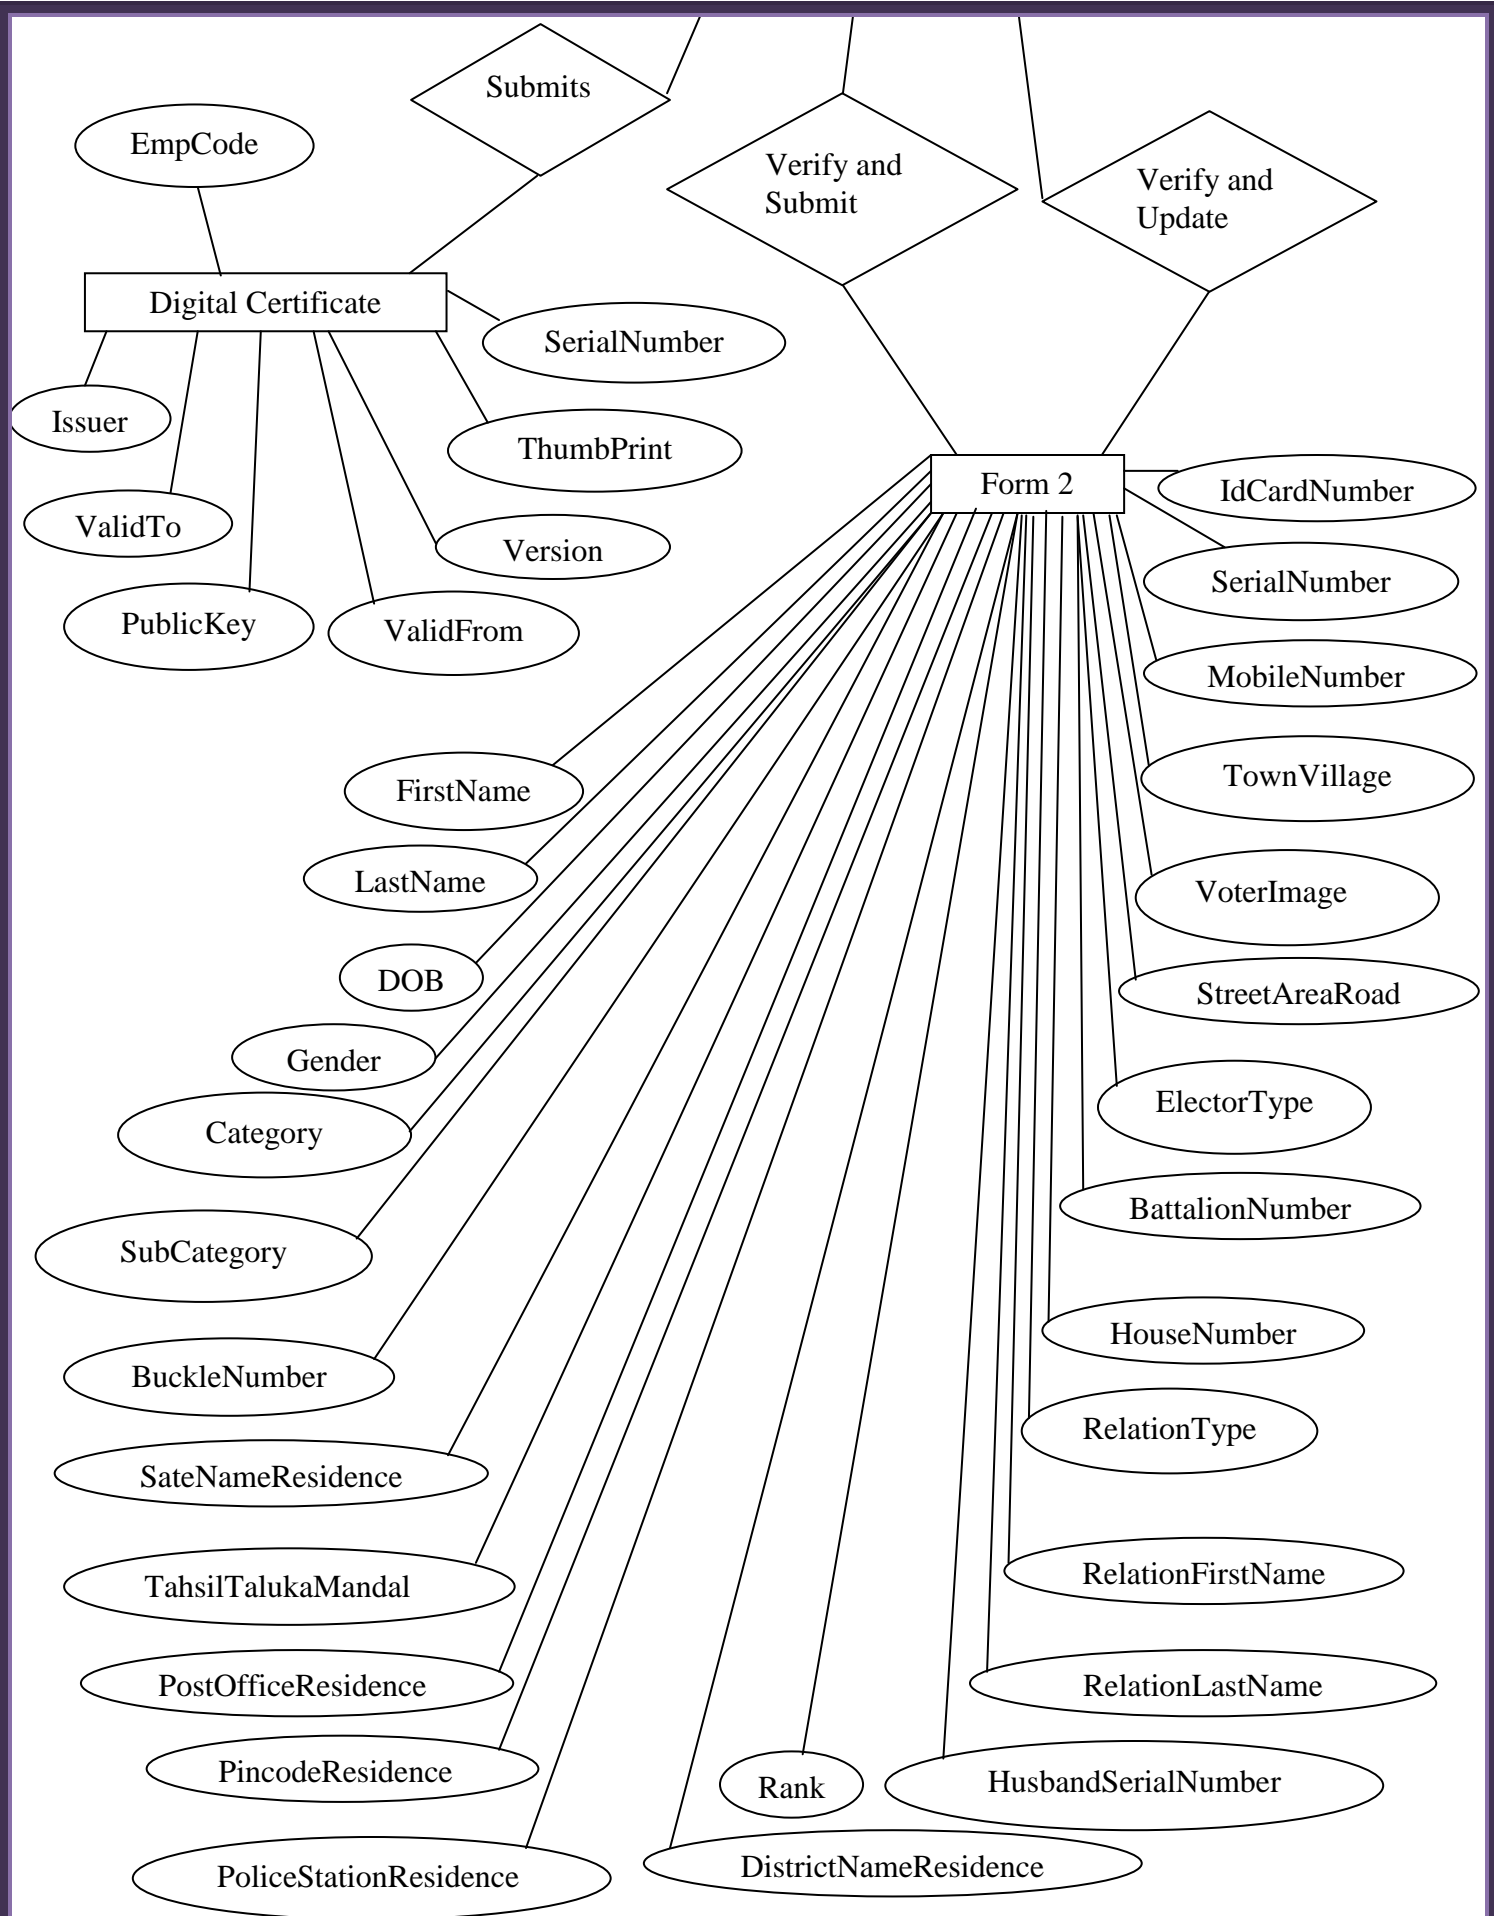 Submits
EmpCode
Verify and
Submit
Verify and
Update
Digital Certificate
SerialNumber
Issuer
ThumbPrint
Form 2
IdCardNumber
ValidTo
Version
SerialNumber
PublicKey
ValidFrom
MobileNumber
FirstName
TownVillage
LastName
VoterImage
DOB
StreetAreaRoad
Gender
ElectorType
Category
BattalionNumber
SubCategory
HouseNumber
BuckleNumber
RelationType
SateNameResidence
TahsilTalukaMandal
RelationFirstName
PostOfficeResidence
RelationLastName
PincodeResidence
Rank
HusbandSerialNumber
PoliceStationResidence
DistrictNameResidence